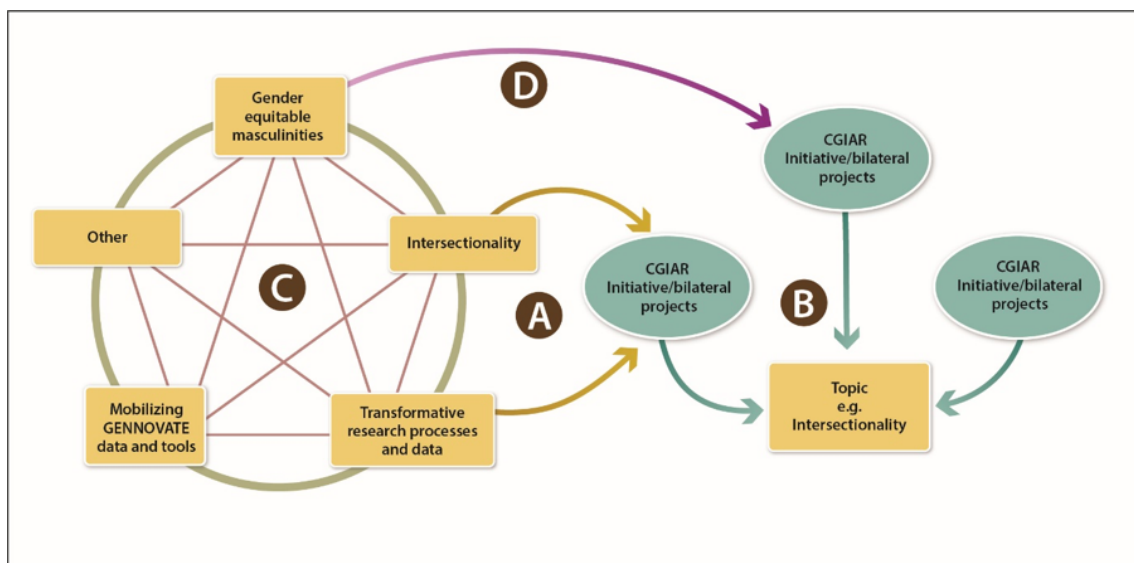 D
Gender
equitable
masculinities
CGIAR
Initiative/bilateral
projects
Other
Intersectionality
C
A
CGIAR
Initiative/bilateral
projects
B
CGIAR
Initiative/bilateral
projects
Mobilizing
GENNOVATE
data and tools
Transformative
research processes
and data
Topic
e.g.
Intersectionality